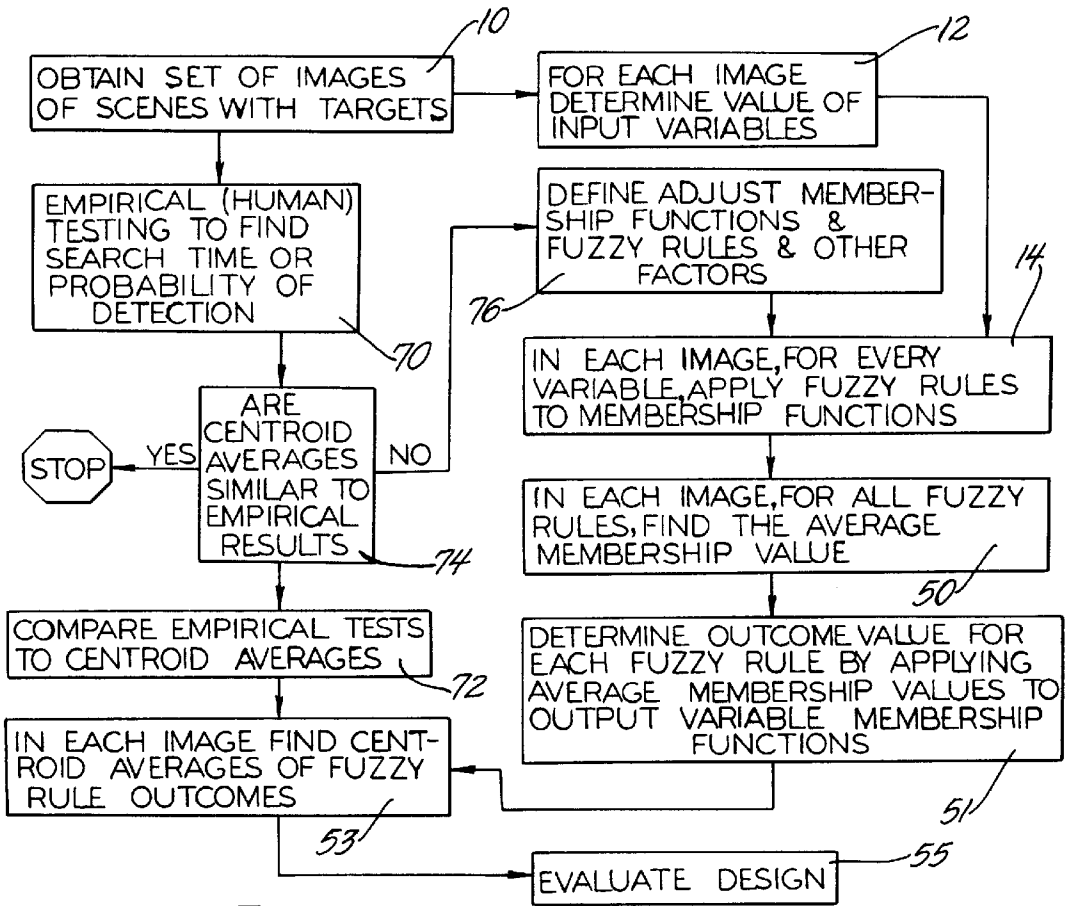 10
OBTAIN SET OF IMAGES
OF SCENES WITH TARGETS
12
FOR EACH IMAGE
DETERMINE VALUE OF
INPUT VARIABLES
EMPIRICAL (HUMAN)
TESTING TO FIND
SEARCH TIME OR
PROBABILITY OF
DETECTION
70
DEFINE ADJUST MEMBER-
SHIP FUNCTIONS &
FUZZY RULES & OTHER
FACTORS
76
14
IN EACH IMAGE, FOR EVERY
VARIABLE, APPLY FUZZY RULES
TO MEMBERSHIP FUNCTIONS
ARE
CENTROID
AVERAGES
SIMILAR TO
EMPIRICAL
RESULTS
74
YES
NO
STOP
IN EACH IMAGE, FOR ALL FUZZY
RULES, FIND THE AVERAGE
MEMBERSHIP VALUE
50
COMPARE EMPIRICAL TESTS
TO CENTROID AVERAGES
72
DETERMINE OUTCOME VALUE FOR
EACH FUZZY RULE BY APPLYING
AVERAGE MEMBERSHIP VALUES TO
OUTPUT VARIABLE MEMBERSHIP
FUNCTIONS
51
IN EACH IMAGE FIND CENT-
ROID AVERAGES OF FUZZY
RULE OUTCOMES
53
EVALUATE DESIGN
55